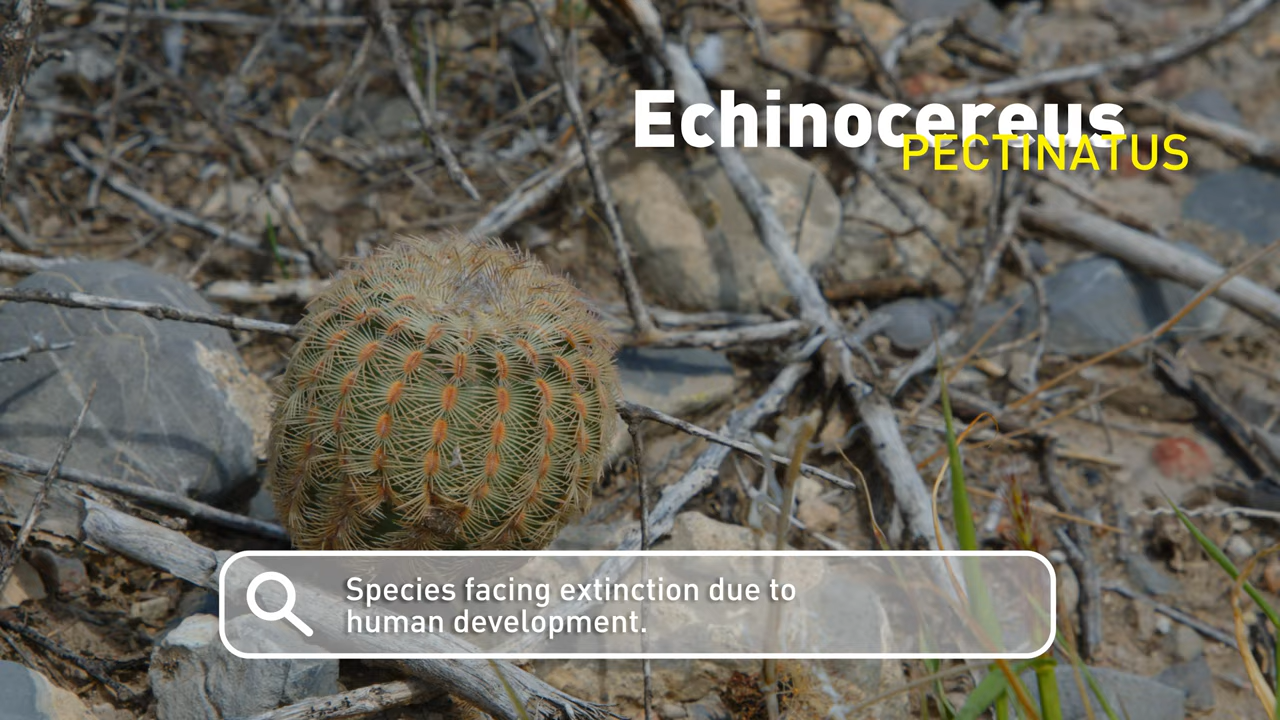 Echinocereus
PECTINATUS
Species facing extinction due to
human development.